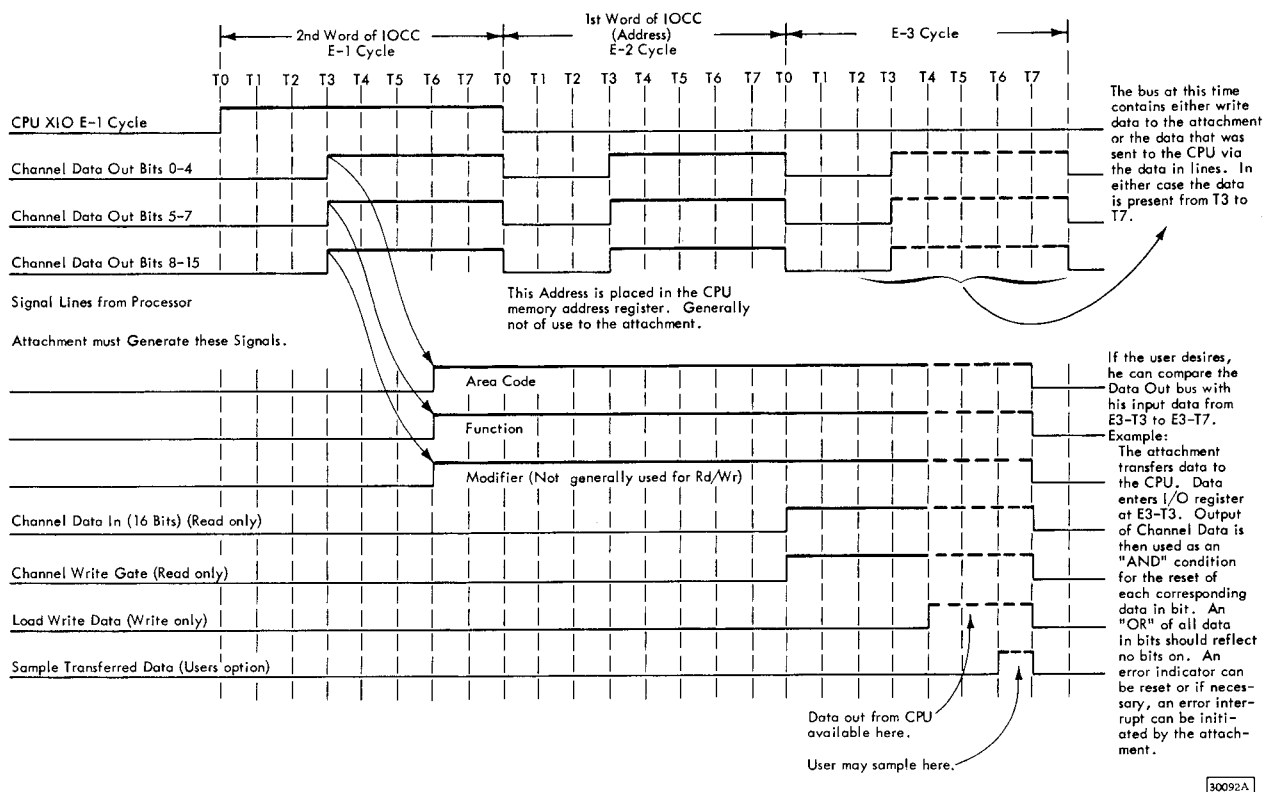 2nd Word of IOCC
E-1 Cycle
1st Word of IOCC
(Address)
E-2 Cycle
E-3 Cycle
T0 T1 T2 T3 T4 T5 T6 T7 T0 T1 T2 T3 T4 T5 T6 T7 T0 T1 T2 T3 T4 T5 T6 T7
CPU XIO E-1 Cycle
Channel Data Out Bits 0-4
Channel Data Out Bits 5-7
Channel Data Out Bits 8-15
Signal Lines from Processor
This Address is placed in the CPU
memory address register. Generally
not of use to the attachment.
The bus at this time
contains either write
data to the attachment
or the data that was
sent to the CPU via
the data in lines. In
either case the data
is present from T3 to
T7.
Attachment must Generate these Signals.
Area Code
Function
Modifier (Not generally used for Rd/Wr)
Channel Data In (16 Bits) (Read only)
Channel Write Gate (Read only)
Load Write Data (Write only)
Sample Transferred Data (Users option)
Data out from CPU
available here.
User may sample here.
If the user desires,
he can compare the
Data Out bus with
his input data from
E3-T3 to E3-T7.
Example:
The attachment
transfers data to
the CPU. Data
enters I/O register
at E3-T3. Output
of Channel Data is
then used as an
"AND" condition
for the reset of
each corresponding
data in bit. An
"OR" of all data
in bits should reflect
no bits on. An
error indicator can
be reset or if neces-
sary, an error inter-
rupt can be initi-
ated by the attach-
ment.
30092A